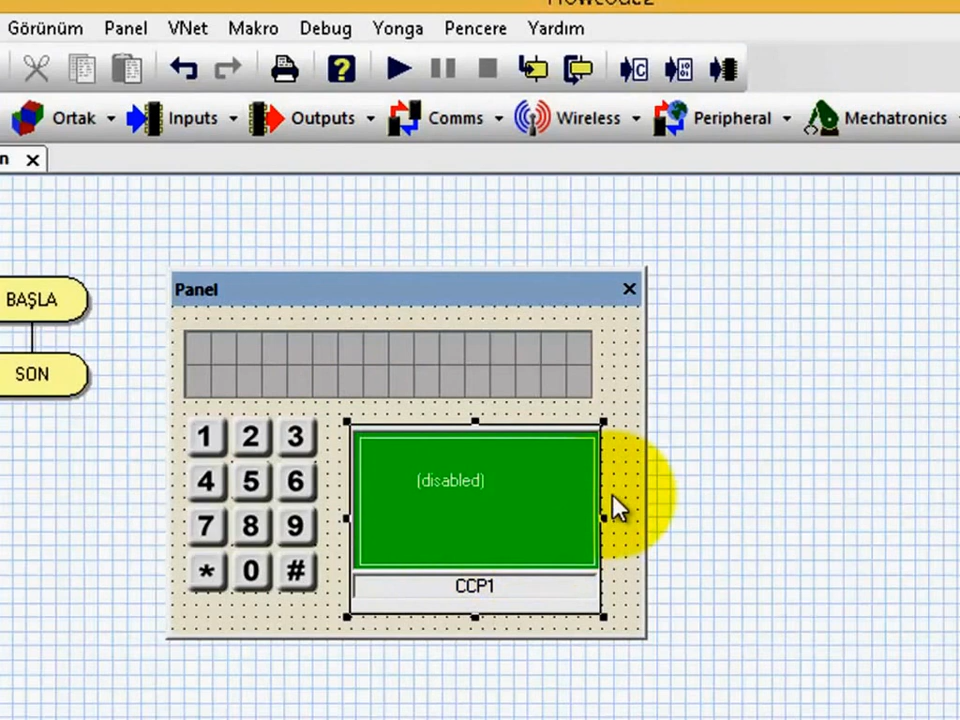 Görünüm Panel VNet Makro Debug Yonga Pencere Yardım
Ortak Inputs Outputs Comms Wireless Peripheral Mechatronics
n
BAŞLA
SON
Panel
1 2 3
4 5 6
7 8 9
* 0 #
(disabled)
CCP1